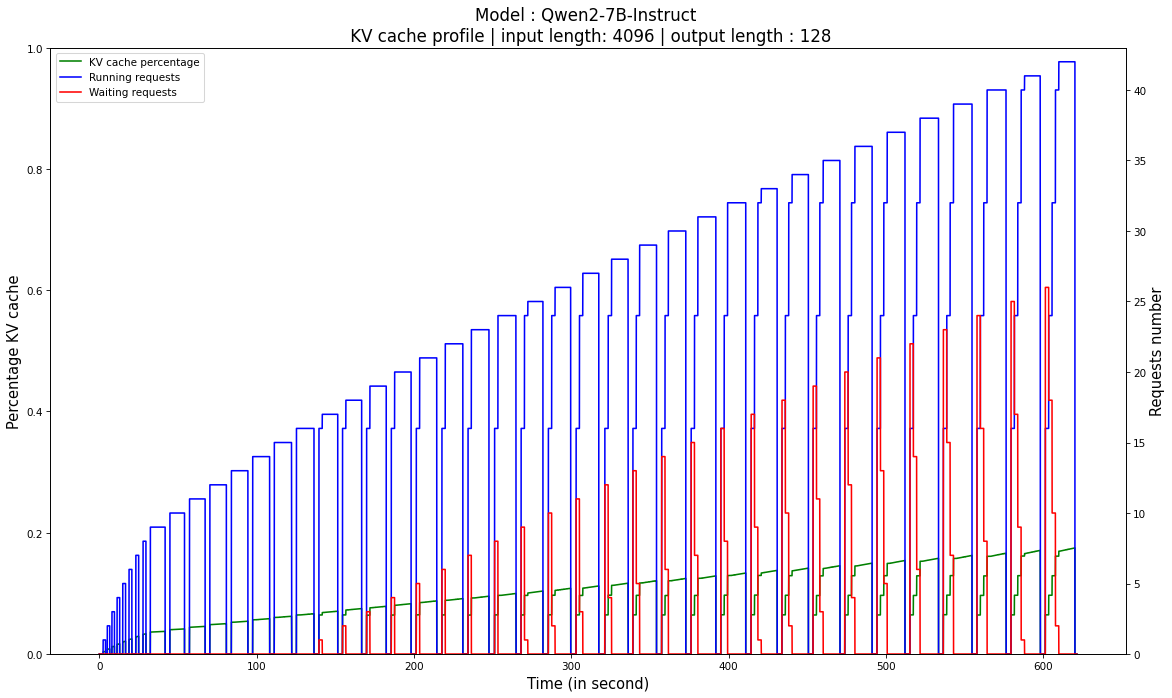 Model : Qwen2-7B-Instruct
KV cache profile | input length: 4096 | output length : 128
KV cache percentage
Running requests
Waiting requests
Percentage KV cache
1.0
0.8
0.6
0.4
0.2
0.0
40
35
30
25
20
15
10
5
0
Requests number
0 100 200 300 400 500 600
Time (in second)